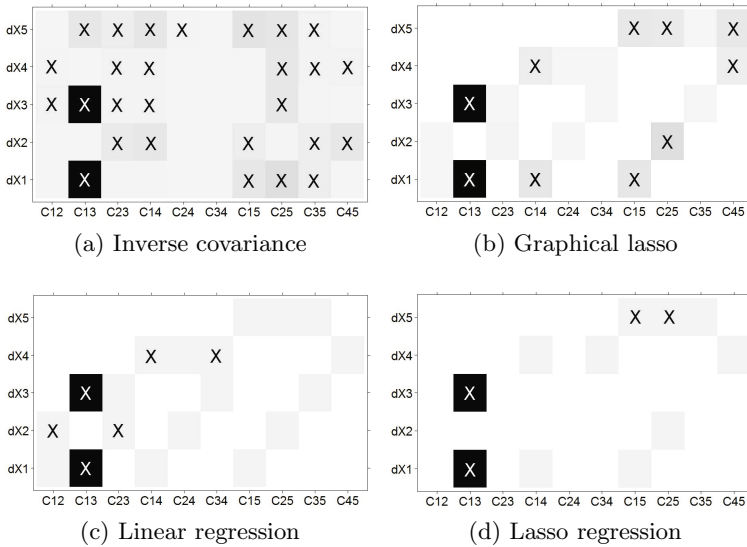 dX5 X X X X X X X
dX4 X X X X X X
dX3 X X X X X
dX2 X X X X X
dX1 X X X X
C12 C13 C23 C14 C24 C34 C15 C25 C35 C45
(a) Inverse covariance
dX5 X X X
dX4 X X
dX3 X
dX2 X
dX1 X X X
C12 C13 C23 C14 C24 C34 C15 C25 C35 C45
(b) Graphical lasso
dX5
dX4 X X
dX3 X
dX2 X X
dX1 X
C12 C13 C23 C14 C24 C34 C15 C25 C35 C45
(c) Linear regression
dX5 X X
dX4
dX3 X
dX2
dX1 X
C12 C13 C23 C14 C24 C34 C15 C25 C35 C45
(d) Lasso regression